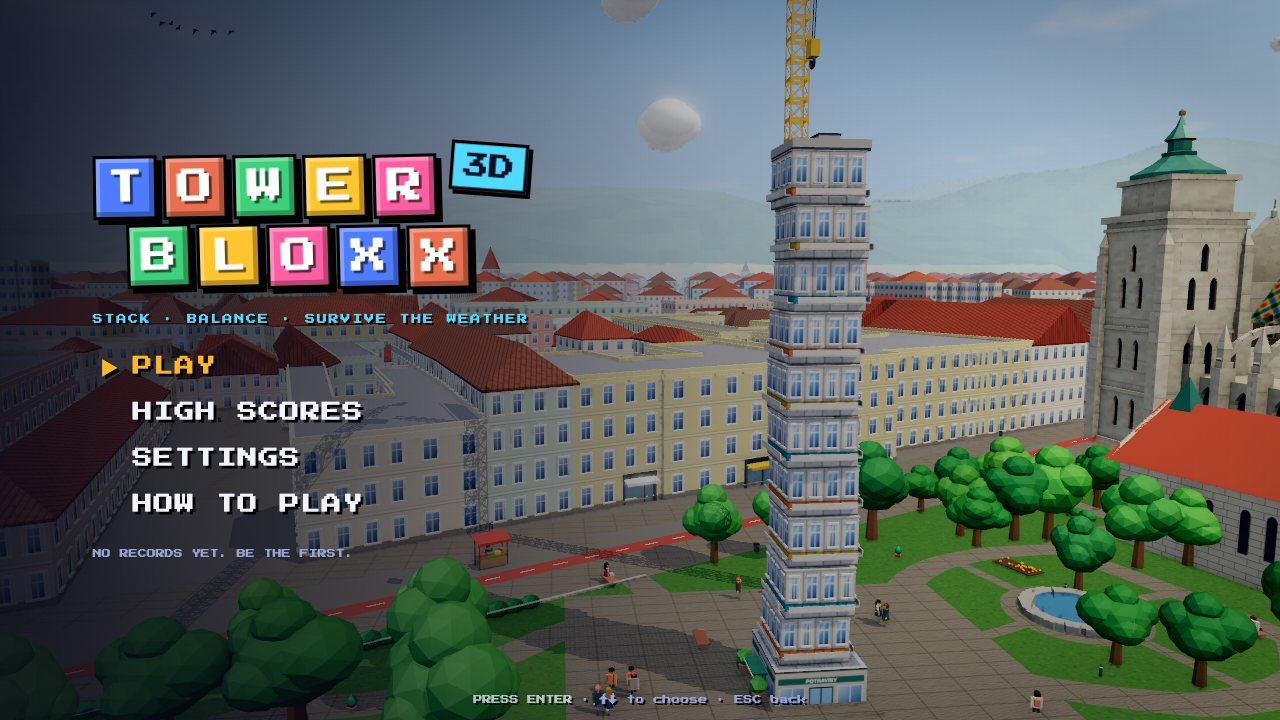 TOWER 3D
BLOXX
STACK · BALANCE · SURVIVE THE WEATHER
PLAY
HIGH SCORES
SETTINGS
HOW TO PLAY
NO RECORDS YET. BE THE FIRST.
POTRAVINY
PRESS ENTER · ↑↓ to choose · ESC back